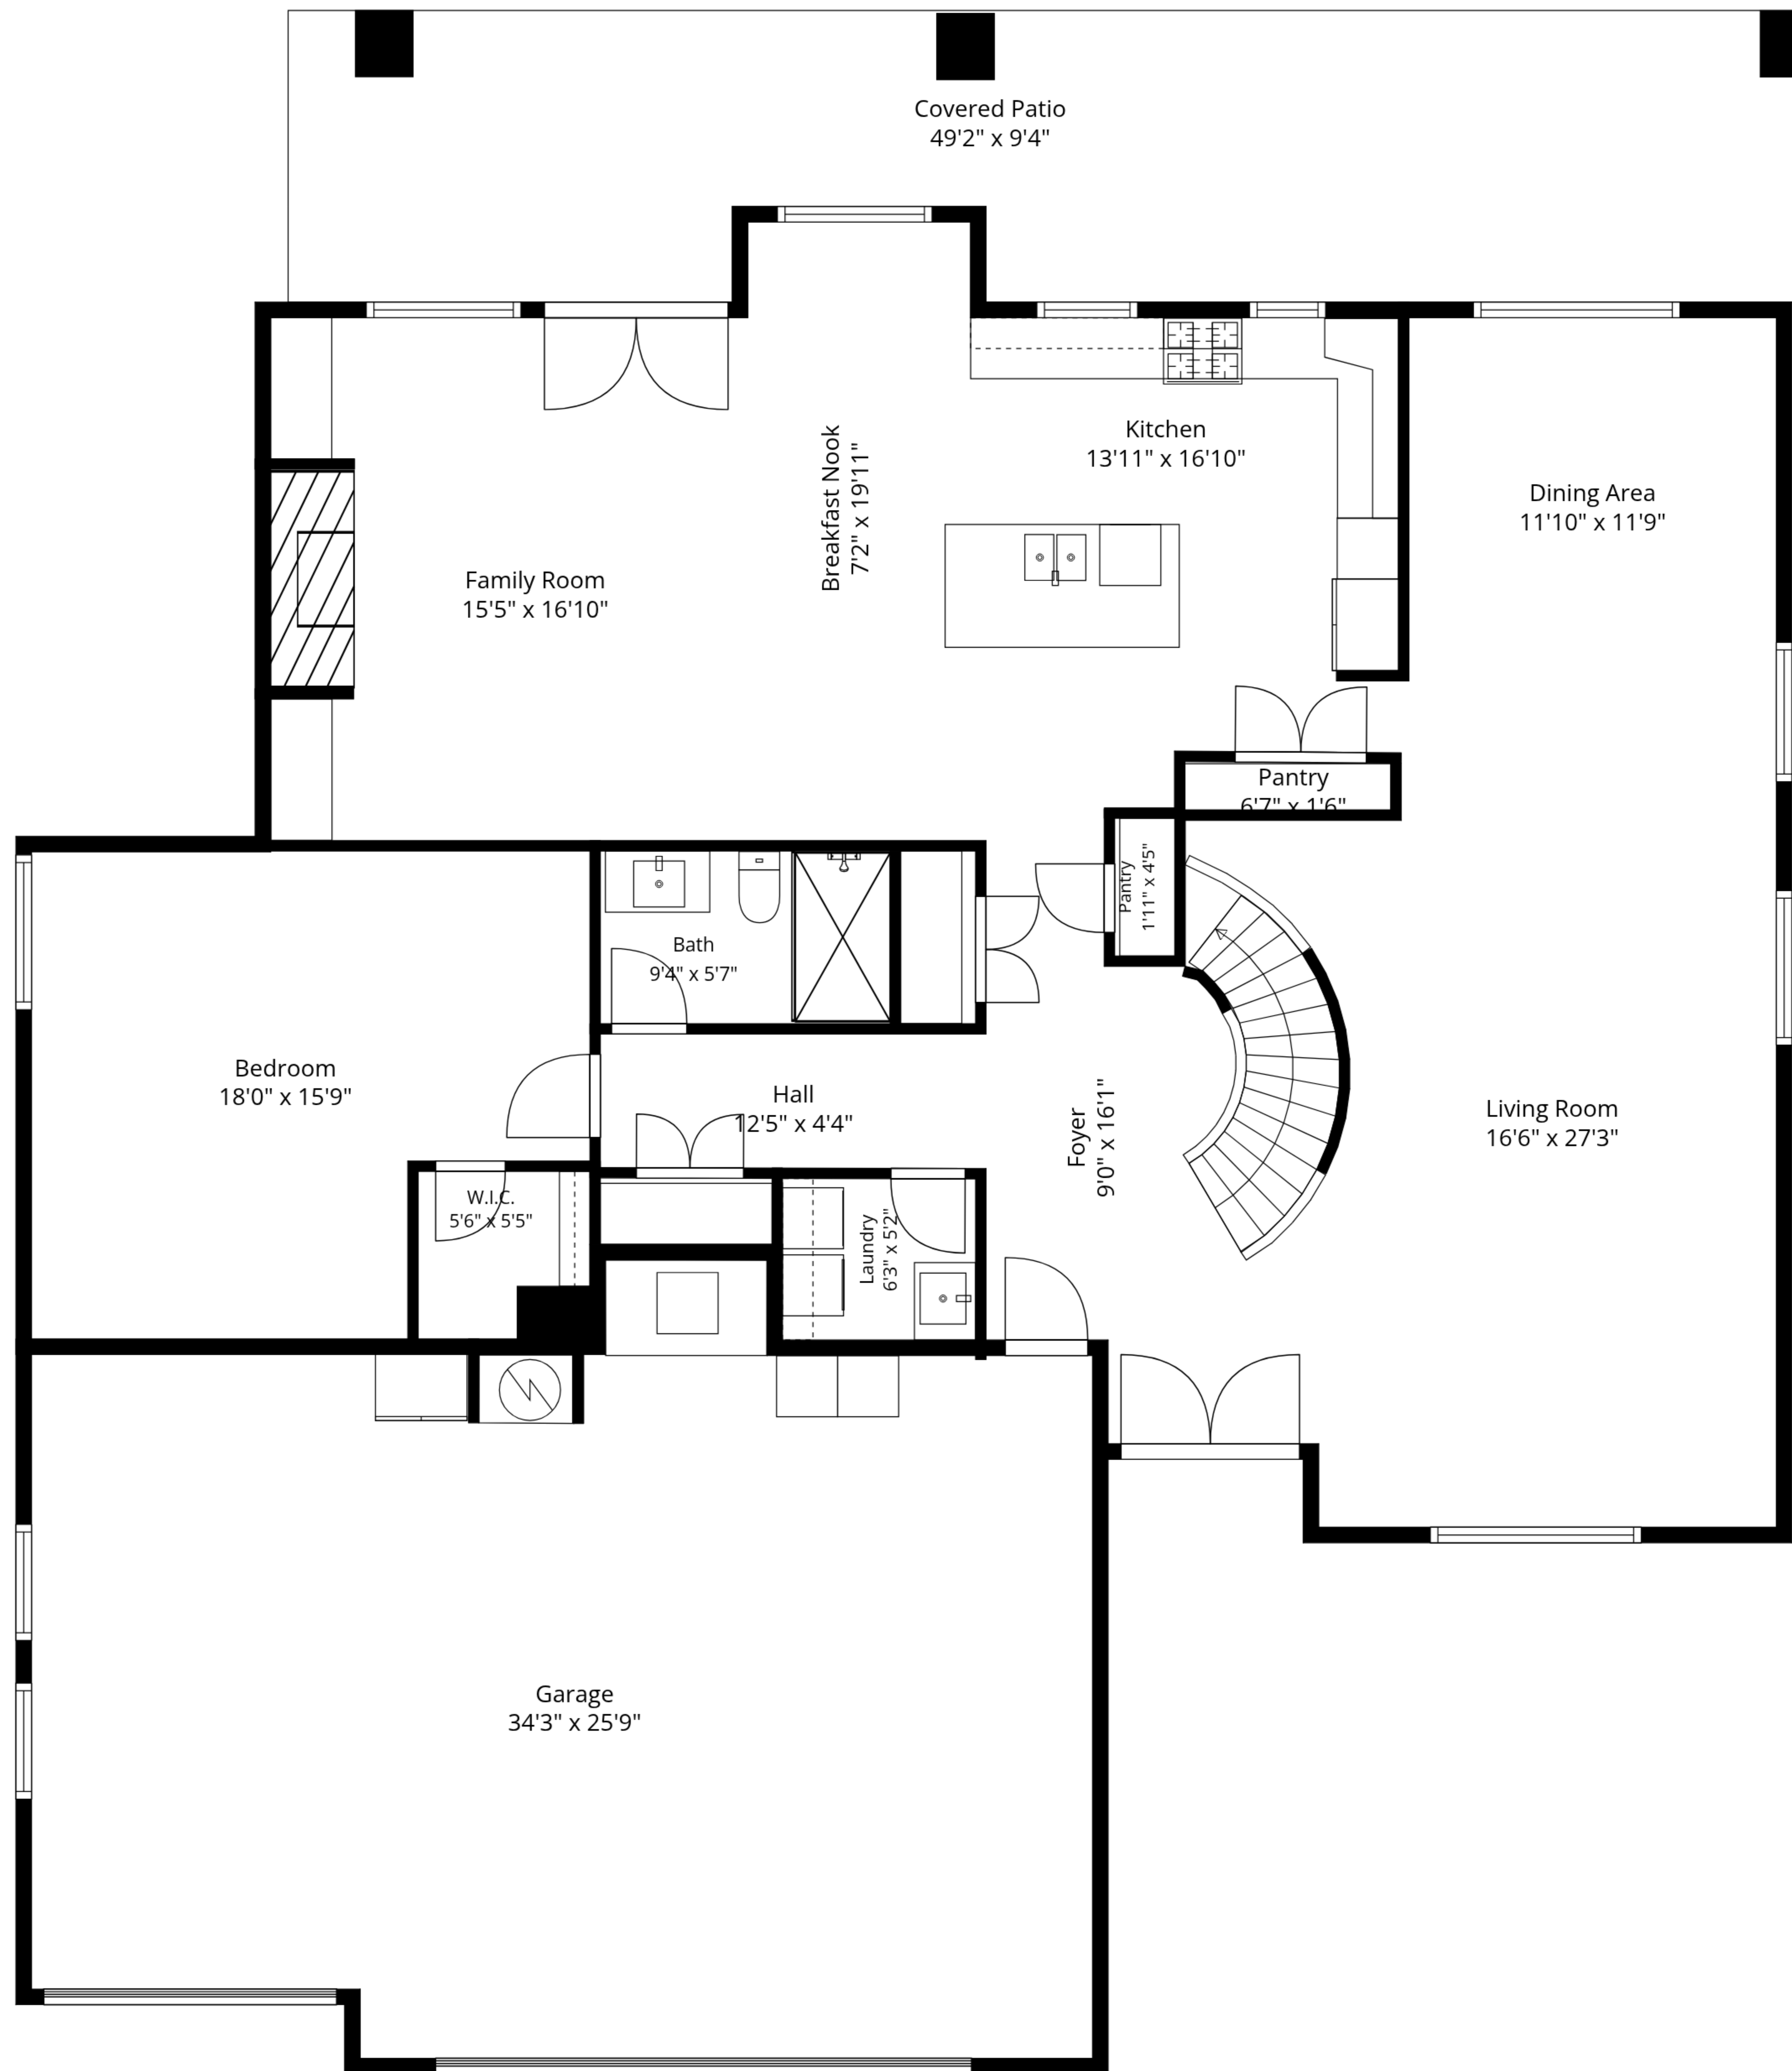 Covered Patio
49'2" x 9'4"
Kitchen
13'11" x 16'10"
Breakfast Nook
7'2" x 19'11"
Dining Area
11'10" x 11'9"
Family Room
15'5" x 16'10"
Pantry
6'7" x 1'6"
Pantry
1'11" x 4'5"
Bath
9'4" x 5'7"
Bedroom
18'0" x 15'9"
Hall
12'5" x 4'4"
Foyer
9'0" x 16'1"
Living Room
16'6" x 27'3"
W.I.C.
5'6" x 5'5"
Laundry
6'3" x 5'2"
Garage
34'3" x 25'9"